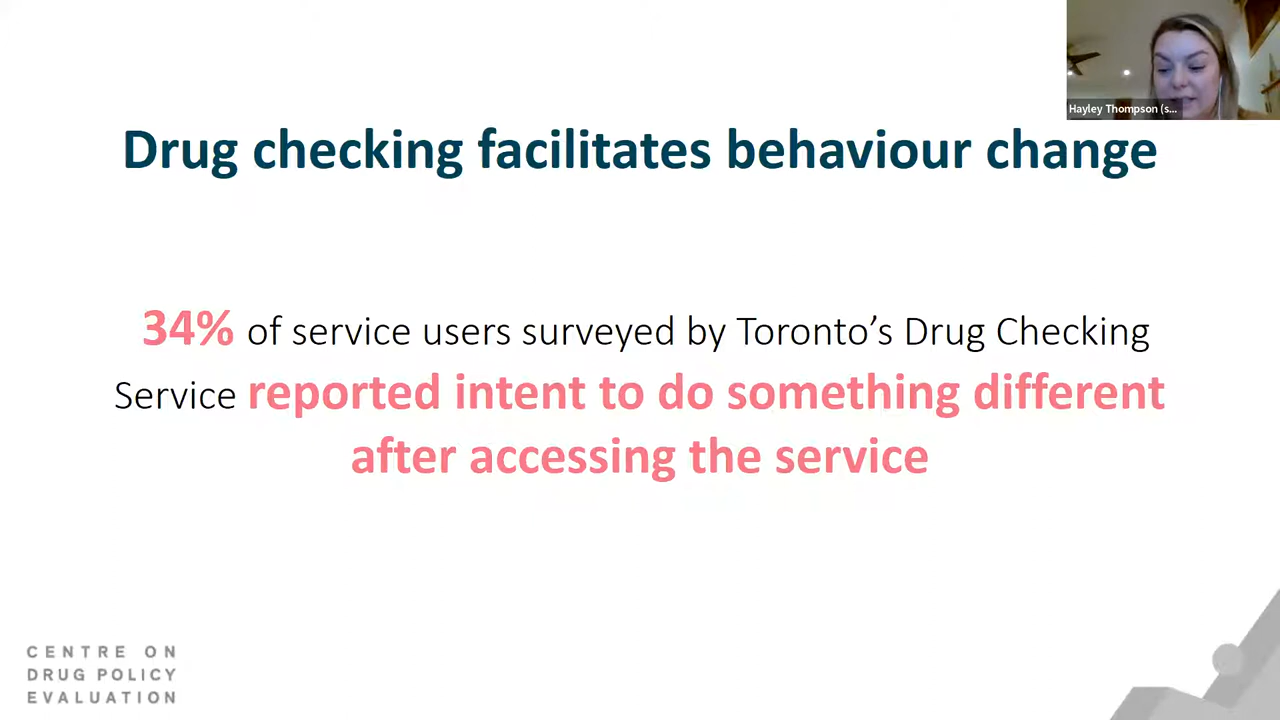 Hayley Thompson (s...
Drug checking facilitates behaviour change
34% of service users surveyed by Toronto’s Drug Checking
Service reported intent to do something different
after accessing the service
CENTRE ON
DRUG POLICY
EVALUATION